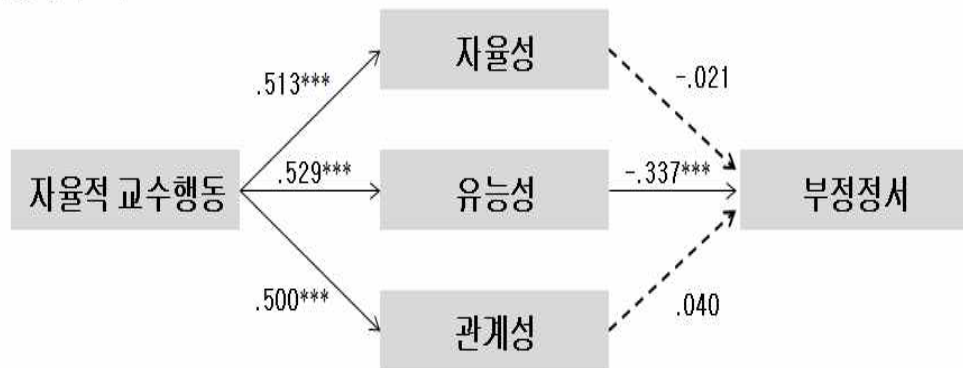 자율성
.513***
-.021
자율적 교수행동
.529***
유능성
-.337***
부정정서
.500***
.040
관계성